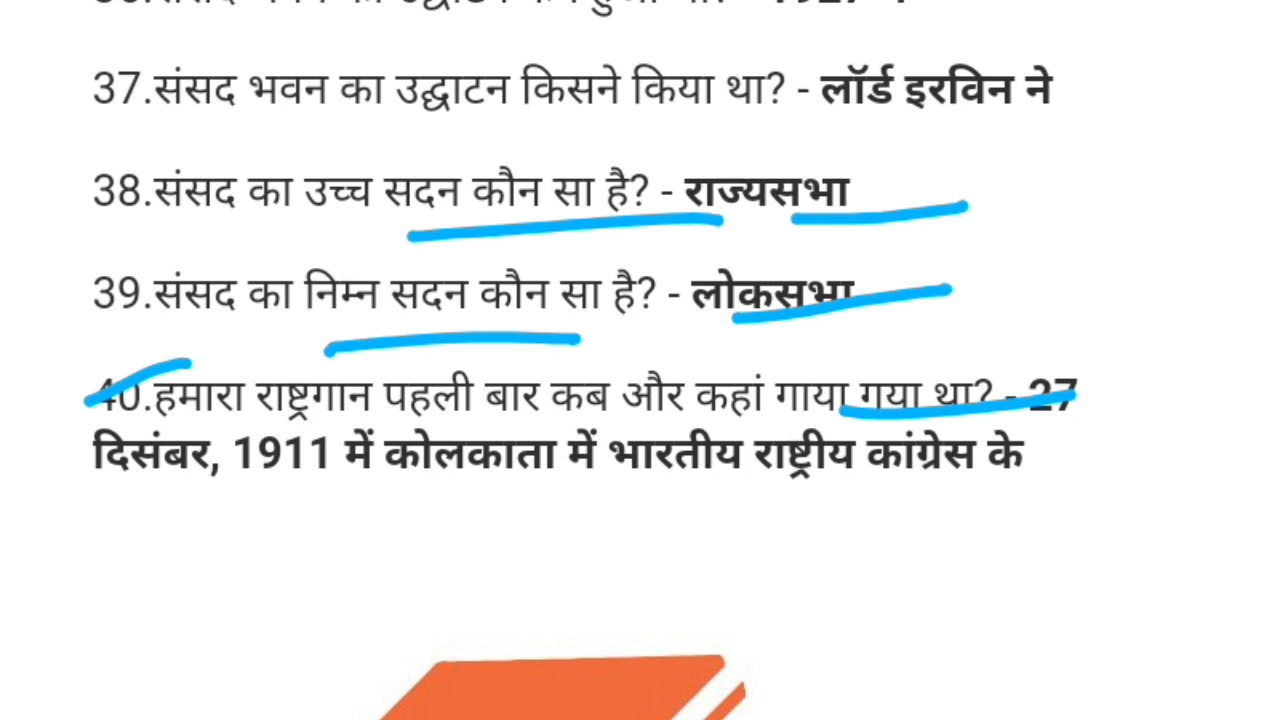 37.संसद भवन का उद्घाटन किसने किया था? - लॉर्ड इरविन ने
38.संसद का उच्च सदन कौन सा है? - राज्यसभा
39.संसद का निम्न सदन कौन सा है? - लोकसभा
40.हमारा राष्ट्रगान पहली बार कब और कहां गाया गया था? - 27
दिसंबर, 1911 में कोलकाता में भारतीय राष्ट्रीय कांग्रेस के